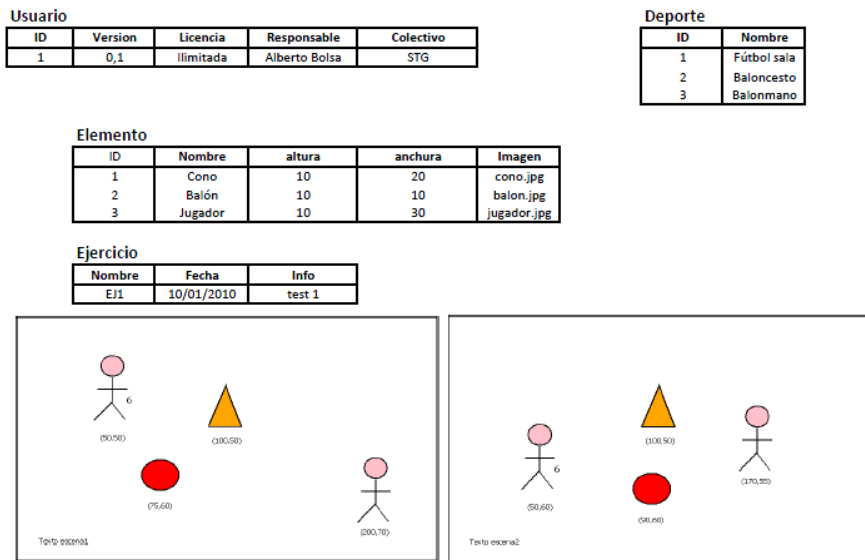 Usuario
ID Version Licencia Responsable Colectivo
1 0,1 Ilimitada Alberto Bolsa STG
Deporte
ID Nombre
1 Fútbol sala
2 Baloncesto
3 Balonmano
Elemento
ID Nombre altura anchura Imagen
1 Cono 10 20 cono.jpg
2 Balón 10 10 balon.jpg
3 Jugador 10 30 jugador.jpg
Ejercicio
Nombre Fecha Info
EJ1 10/01/2010 test 1
6
(50,50)
(100,50)
(75,60)
(200,70)
Texto escena1
(100,50)
6
(170,55)
(50,60)
(90,60)
Texto escena2